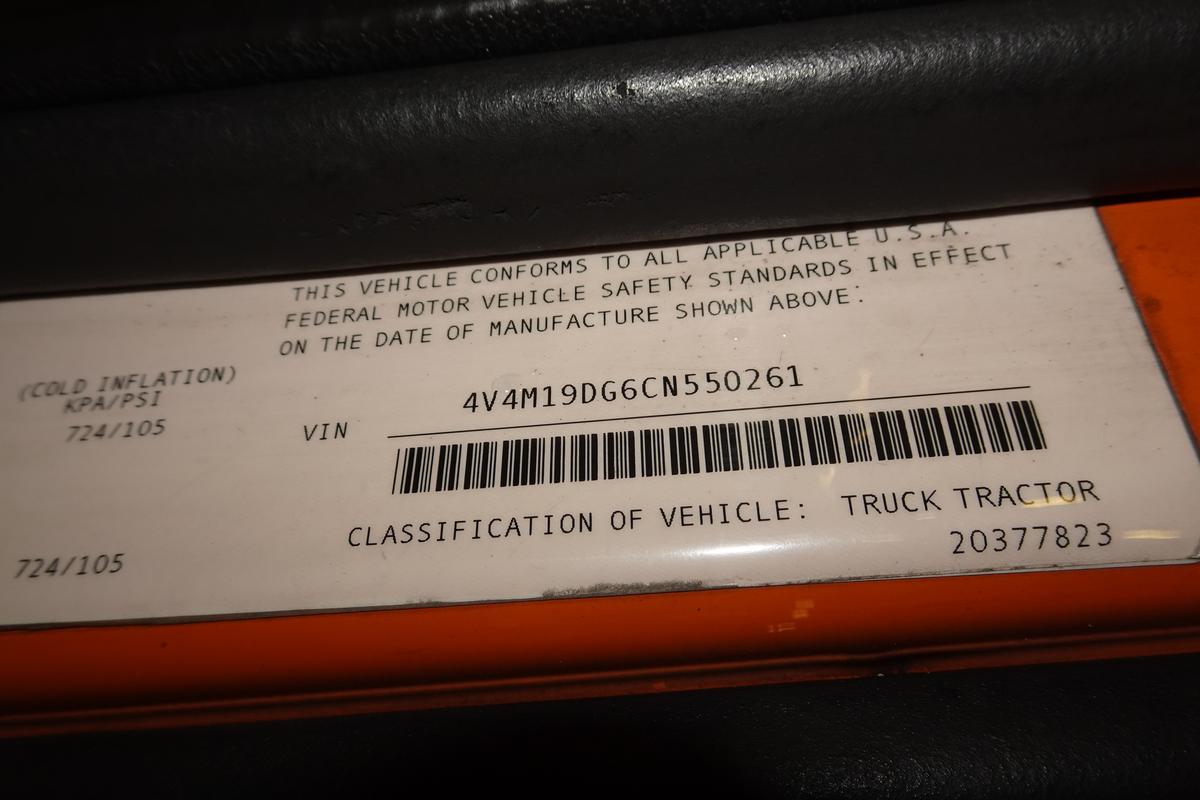 THIS VEHICLE CONFORMS TO ALL APPLICABLE U.S.A.
FEDERAL MOTOR VEHICLE SAFETY STANDARDS IN EFFECT
ON THE DATE OF MANUFACTURE SHOWN ABOVE:
(COLD INFLATION)
KPA/PSI
724/105
VIN 4V4M19DG6CN550261
CLASSIFICATION OF VEHICLE: TRUCK TRACTOR
724/105
20377823